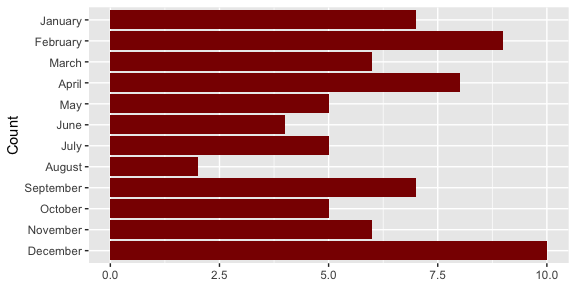 Count
January
February
March
April
May
June
July
August
September
October
November
December
0.0 2.5 5.0 7.5 10.0